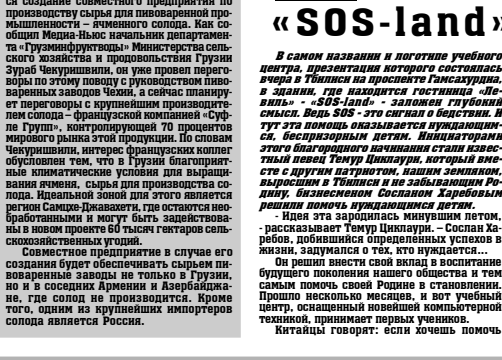 ся создание совместного предприятия по
производству сырья для пивоваренной про-
мышленности – ячменного солода. Как со-
общил Медиа-Ньюс начальник департамен-
та «Грузминфруктводы» Министерства сель-
ского хозяйства и продовольствия Грузии
Зураб Чекуришвили, он уже провел перего-
воры по этому поводу с руководством пиво-
варенных заводов Чехии, а сейчас планиру-
ет переговоры с крупнейшим производите-
лем солода – французской компанией «Суф-
ле Групп», контролирующей 70 процентов
мирового рынка этой продукции. По словам
Чекуришвили, интерес французских коллег
обусловлен тем, что в Грузии благоприят-
ные климатические условия для выращи-
вания ячменя, сырья для производства со-
лода. Идеальной зоной для этого является
регион Самцхе-Джавахети, где остаются нео-
бработанными и могут быть задействова-
ны в новом проекте 60 тысяч гектаров сель-
скохозяйственных угодий.
Совместное предприятие в случае его
создания будет обеспечивать сырьем пи-
воваренные заводы не только в Грузии,
но и в соседних Армении и Азербайджа-
не, где солод не производится. Кроме
того, одним из крупнейших импортеров
солода является Россия.
«SOS-land»
В самом названии и логотипе учебного
центра, презентация которого состоялась
вчера в Тбилиси на проспекте Гамсахурдиа,
в здании, где находится гостиница «Ле-
виль» - «SOS-land» - заложен глубокий
смысл. Ведь SOS - это сигнал о бедствии. И
тут эта помощь оказывается нуждающим-
ся, беспризорным детям. Инициаторами
этого благородного начинания стали извес-
тный певец Темур Циклаури, который вме-
сте с другим патриотом, нашим земляком,
выросшим в Тбилиси и не забывающим Ро-
дину, бизнесменом Сосланом Харебовым
решили помочь нуждающимся детям.
- Идея эта зародилась минувшим летом,
- рассказывает Темур Циклаури. – Сослан Ха-
ребов, добившийся определенных успехов в
жизни, задумался о тех, кто нуждается...
Он решил внести свой вклад в воспитание
будущего поколения нашего общества и тем
самым помочь своей Родине в становлении.
Прошло несколько месяцев, и вот учебный
центр, оснащенный новейшей компьютерной
техникой, принимает первых учеников.
Китайцы говорят: если хочешь помочь